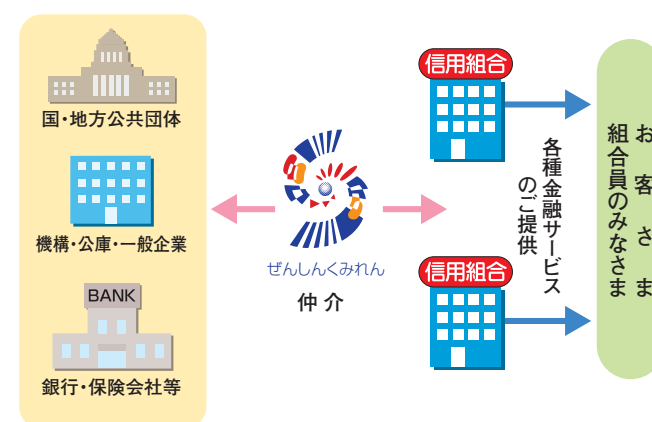 国・地方公共団体
機構・公庫・一般企業
BANK
銀行・保険会社等
ぜんしんくみれん
仲介
信用組合
信用組合
各種金融サービス
のご提供
お客さま
組合員のみなさま